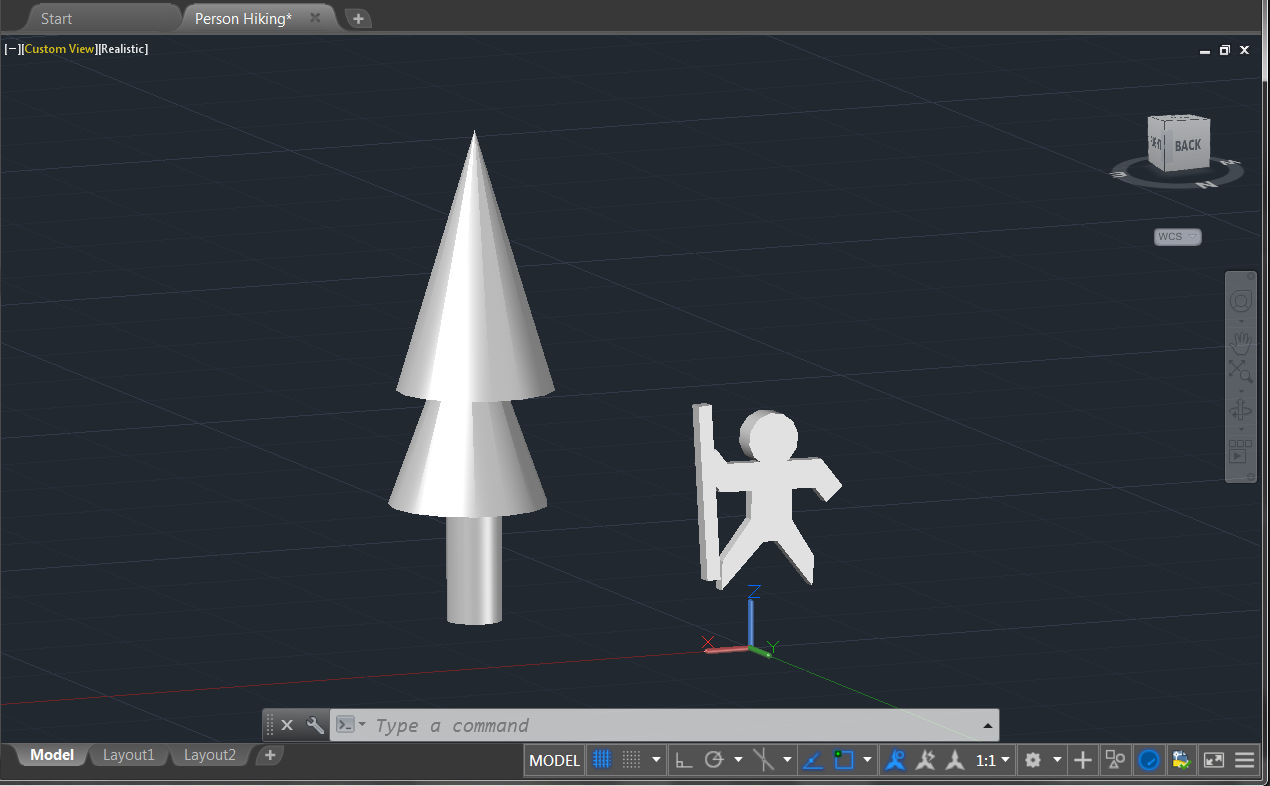 Start
Person Hiking*
[−][Custom View][Realistic]
BACK
N
WCS
Z
X
Y
Type a command
Model
Layout1
Layout2
MODEL
1:1